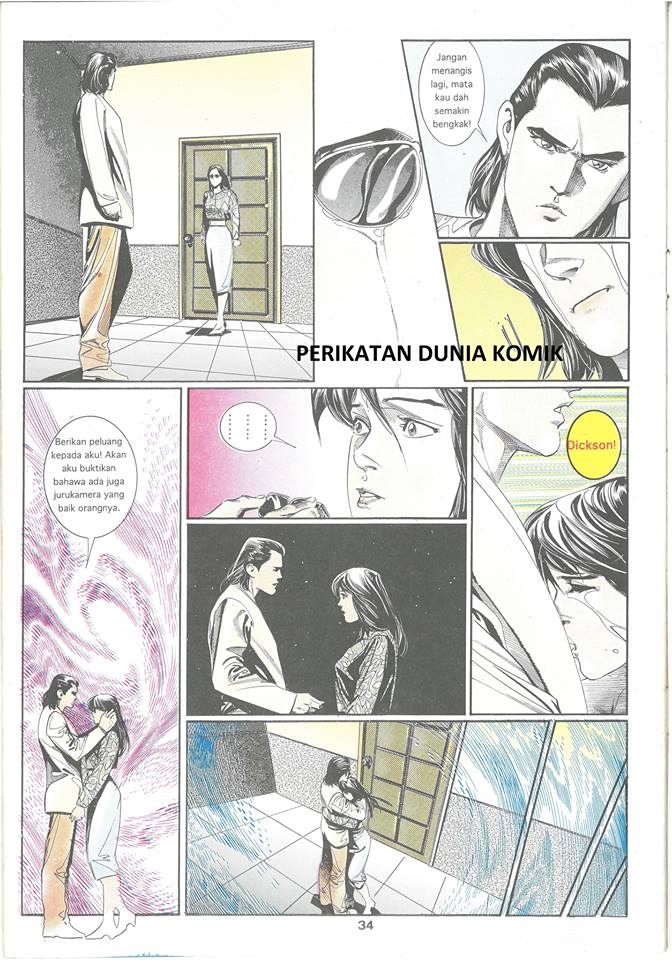 Jangan
menangis
lagi, mata
kau dah
semakin
bengkak!
PERIKATAN DUNIA KOMIK
Berikan peluang
kepada aku! Akan
aku buktikan
bahawa ada juga
jurukamera yang
baik orangnya.
Dickson!
34